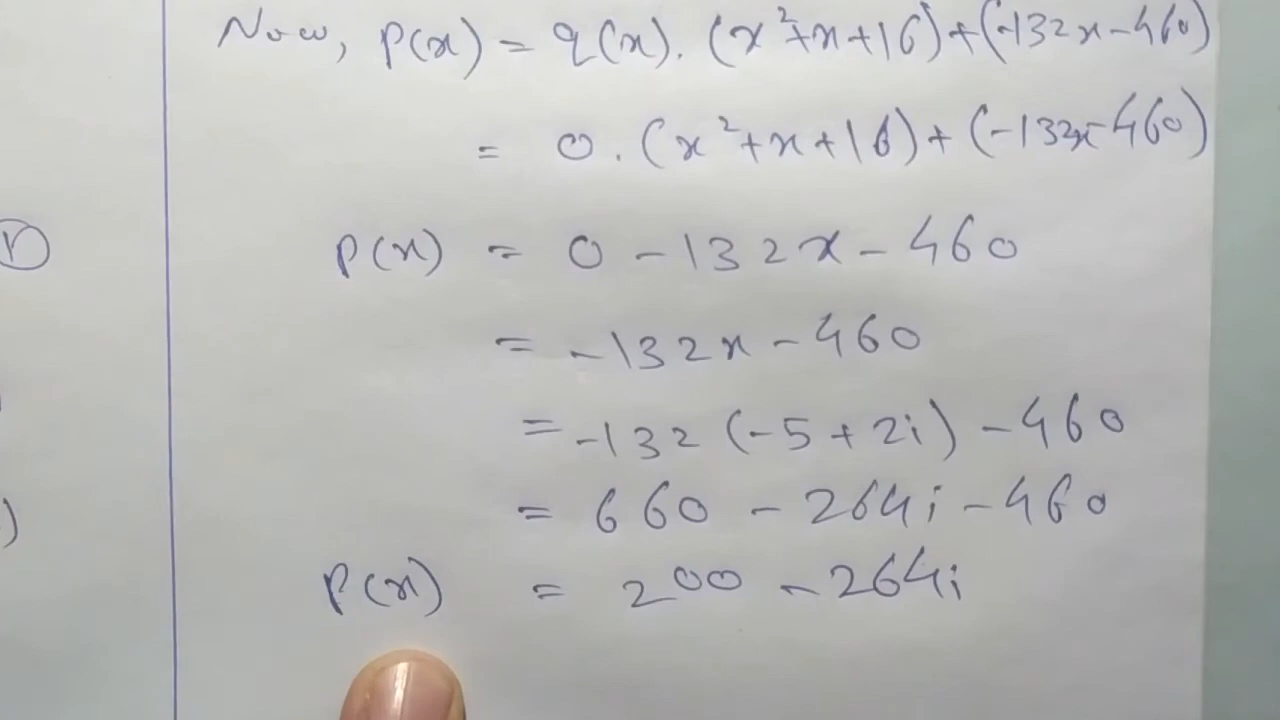 Now, P(x) = q(x). (x²+x+16)+(-132x-460)
= 0. (x²+x+16)+(-132x-460)
P(x) = 0 - 132x - 460
= -132x - 460
= -132 (-5+2i) - 460
= 660 - 264i - 460
P(x) = 200 - 264i